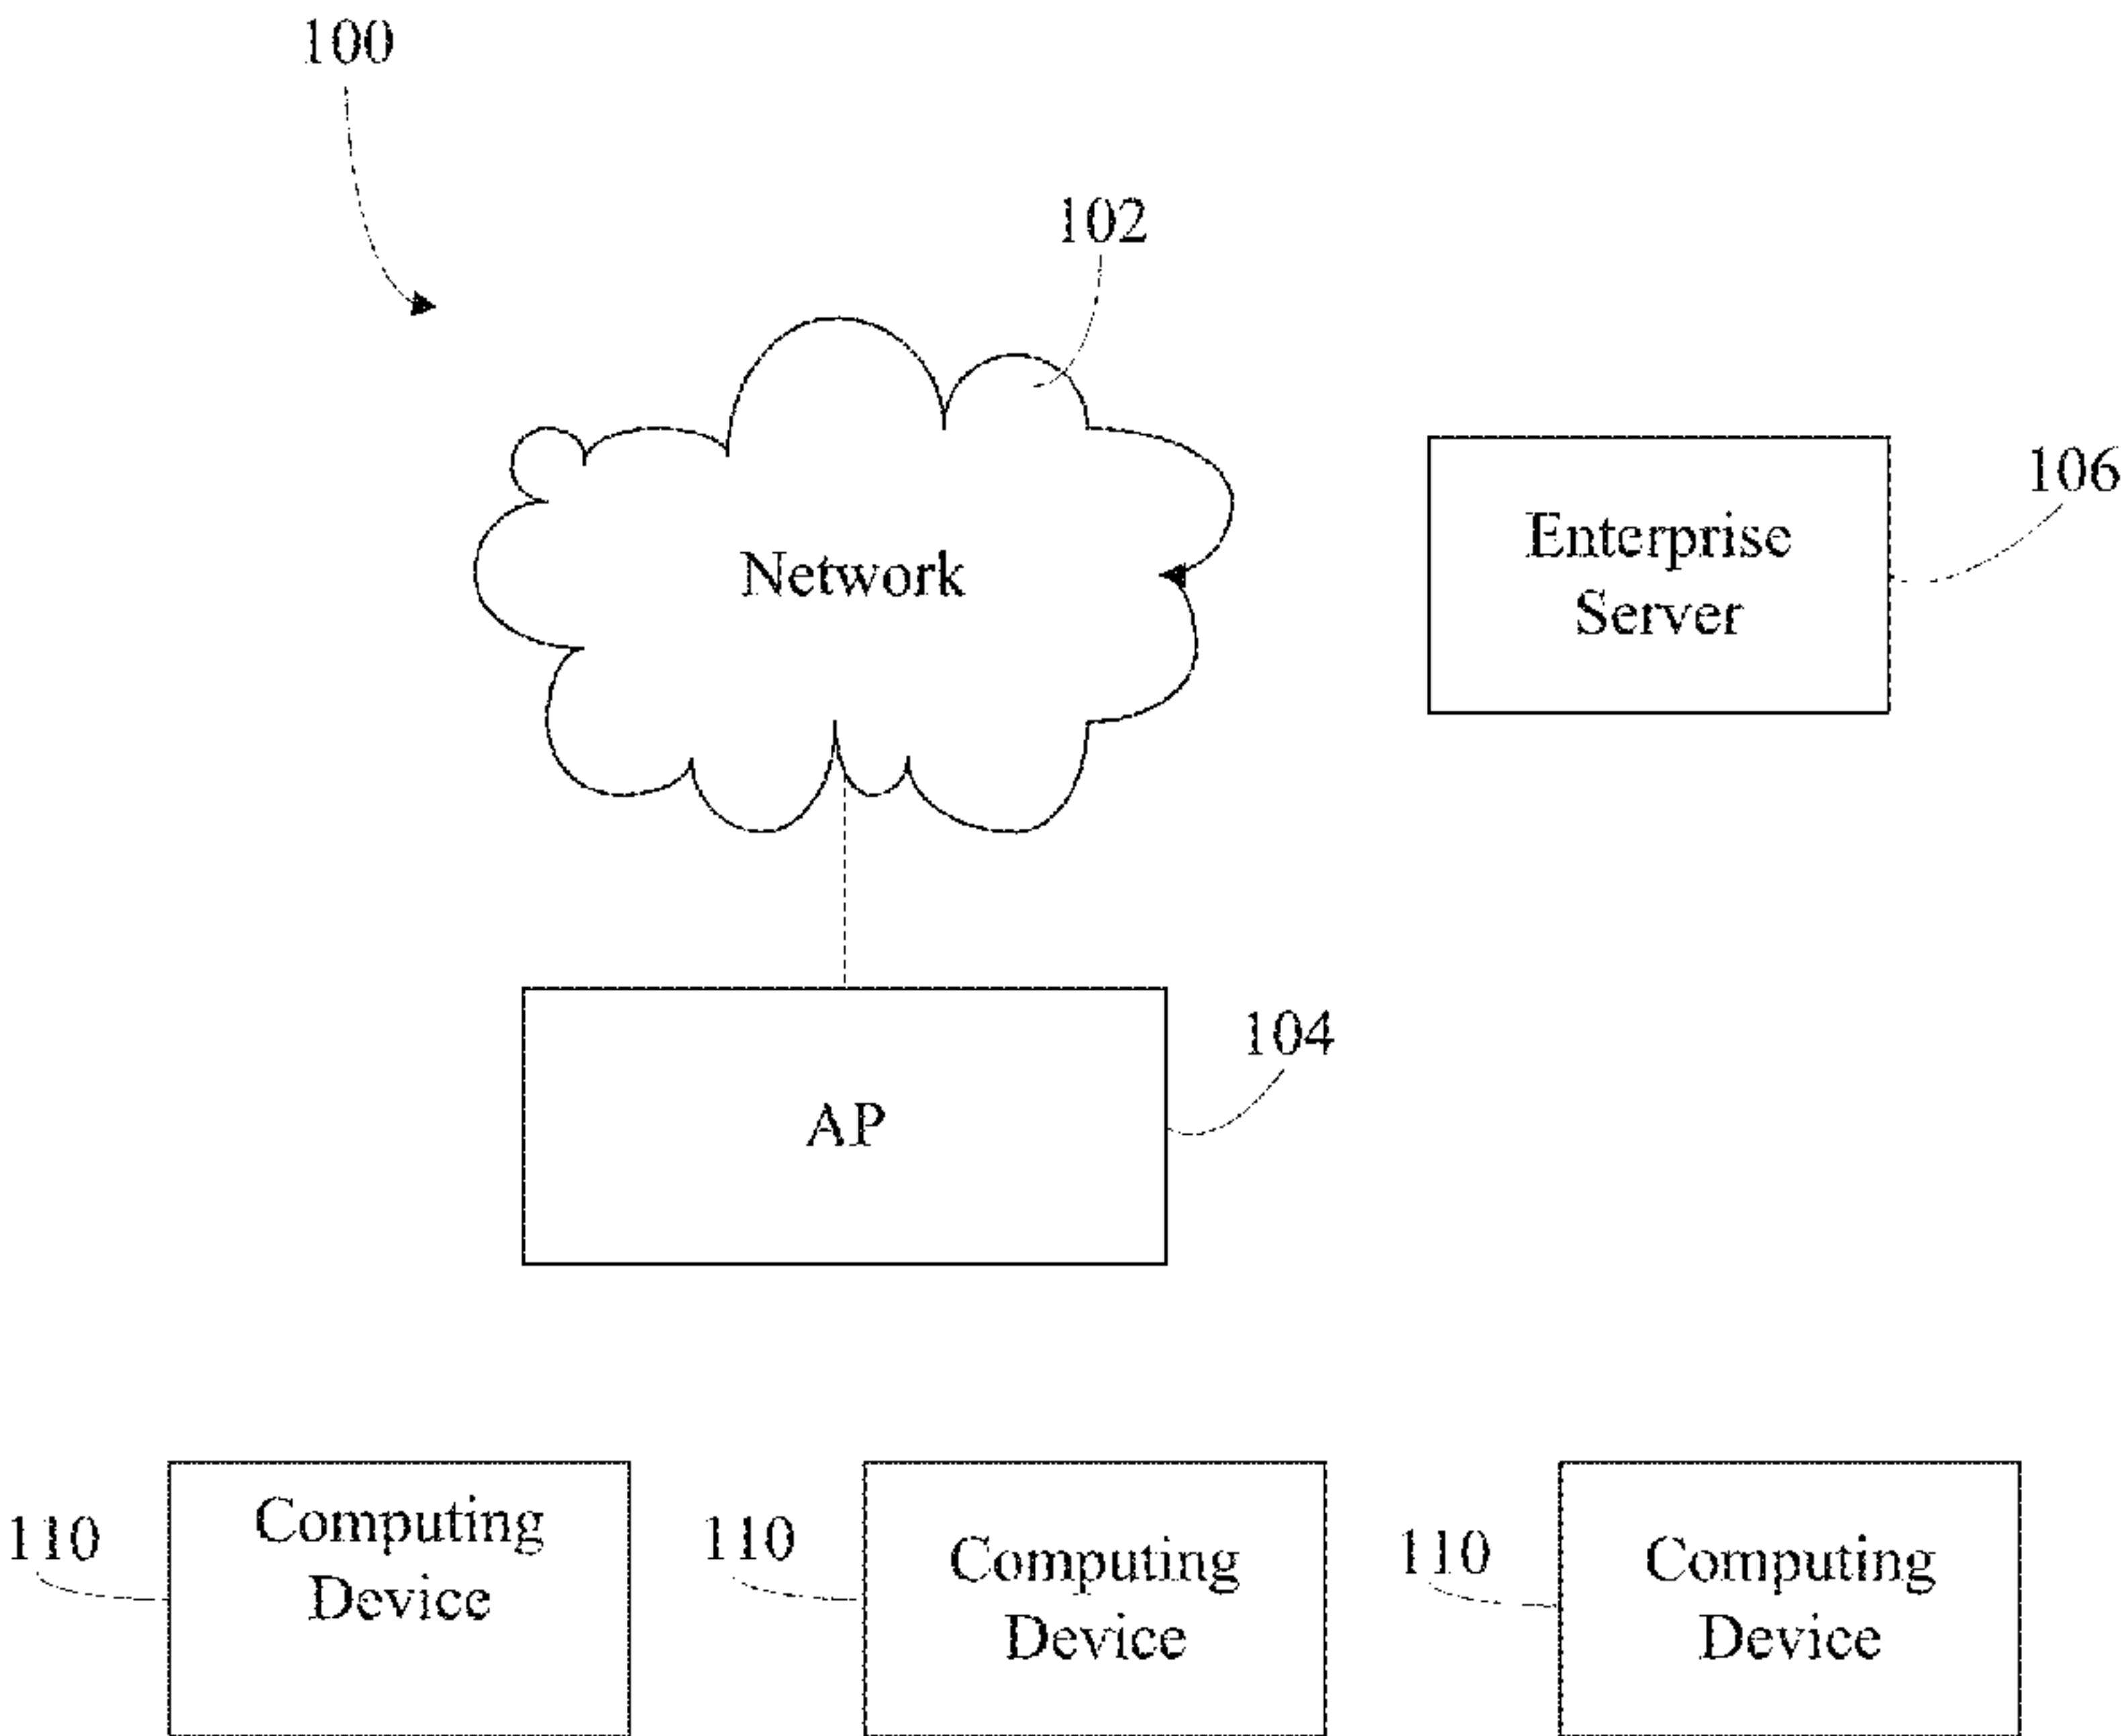 100
102
106
Enterprise
Server
Network
104
AP
110
Computing
Device
110
Computing
Device
110
Computing
Device